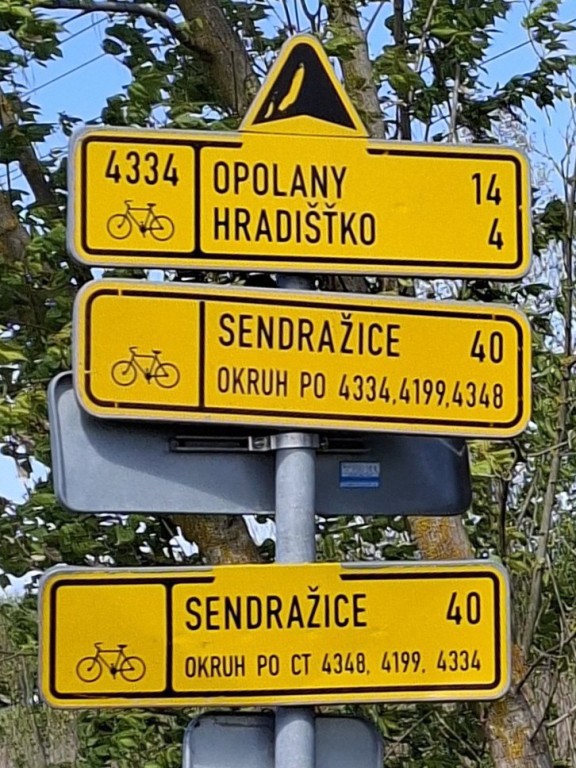 4334
OPOLANY 14
HRADIŠŤKO 4
SENDRAŽICE 40
OKRUH PO 4334,4199,4348
SENDRAŽICE 40
OKRUH PO CT 4348, 4199, 4334